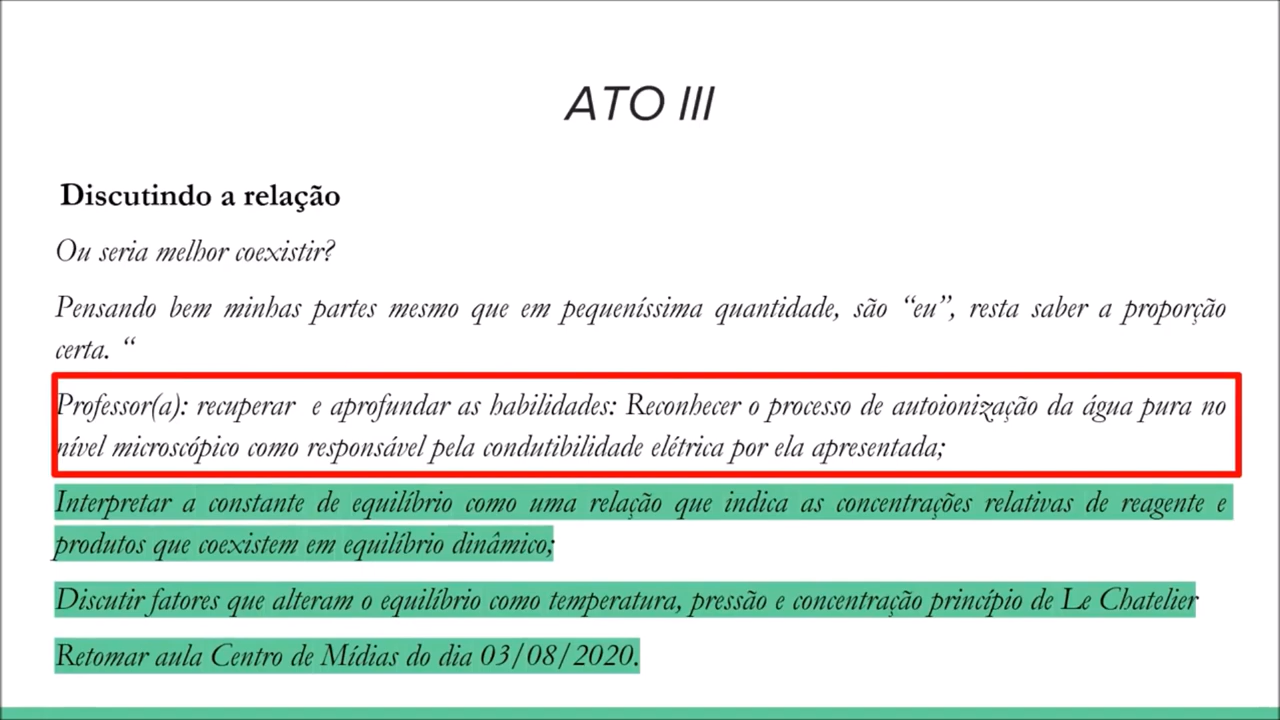 ATO III
Discutindo a relação
Ou seria melhor coexistir?
Pensando bem minhas partes mesmo que em pequeníssima quantidade, são “eu”, resta saber a proporção
certa. “
Professor(a): recuperar e aprofundar as habilidades: Reconhecer o processo de autoionização da água pura no
nível microscópico como responsável pela condutibilidade elétrica por ela apresentada;
Interpretar a constante de equilíbrio como uma relação que indica as concentrações relativas de reagente e
produtos que coexistem em equilíbrio dinâmico;
Discutir fatores que alteram o equilíbrio como temperatura, pressão e concentração princípio de Le Chatelier
Retomar aula Centro de Mídias do dia 03/08/2020.